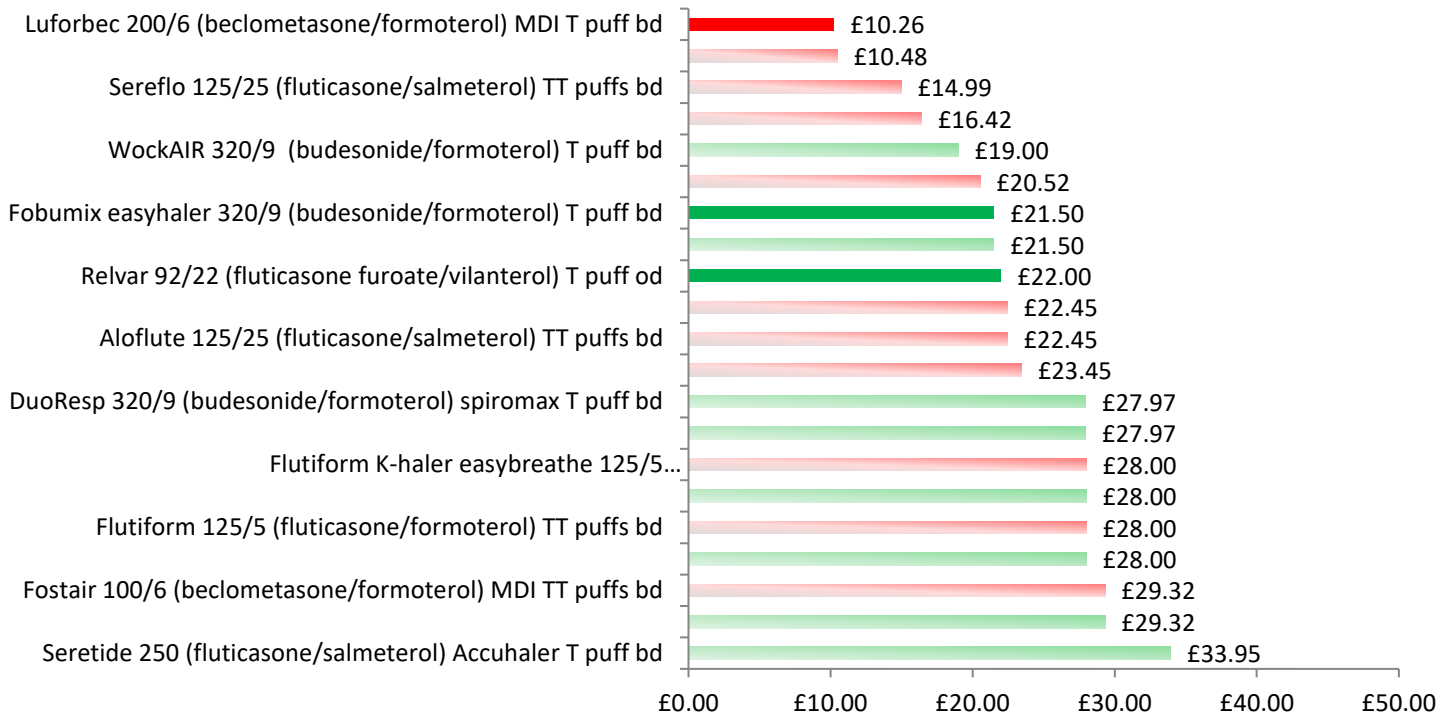 Luforbec 200/6 (beclometasone/formoterol) MDI T puff bd £10.26
£10.48
Sereflo 125/25 (fluticasone/salmeterol) TT puffs bd £14.99
£16.42
WockAIR 320/9 (budesonide/formoterol) T puff bd £19.00
£20.52
Fobumix easyhaler 320/9 (budesonide/formoterol) T puff bd £21.50
£21.50
Relvar 92/22 (fluticasone furoate/vilanterol) T puff od £22.00
£22.45
Aloflute 125/25 (fluticasone/salmeterol) TT puffs bd £22.45
£23.45
DuoResp 320/9 (budesonide/formoterol) spiromax T puff bd £27.97
£27.97
Flutiform K-haler easybreathe 125/5... £28.00
£28.00
Flutiform 125/5 (fluticasone/formoterol) TT puffs bd £28.00
£28.00
Fostair 100/6 (beclometasone/formoterol) MDI TT puffs bd £29.32
£29.32
Seretide 250 (fluticasone/salmeterol) Accuhaler T puff bd £33.95
£0.00 £10.00 £20.00 £30.00 £40.00 £50.00